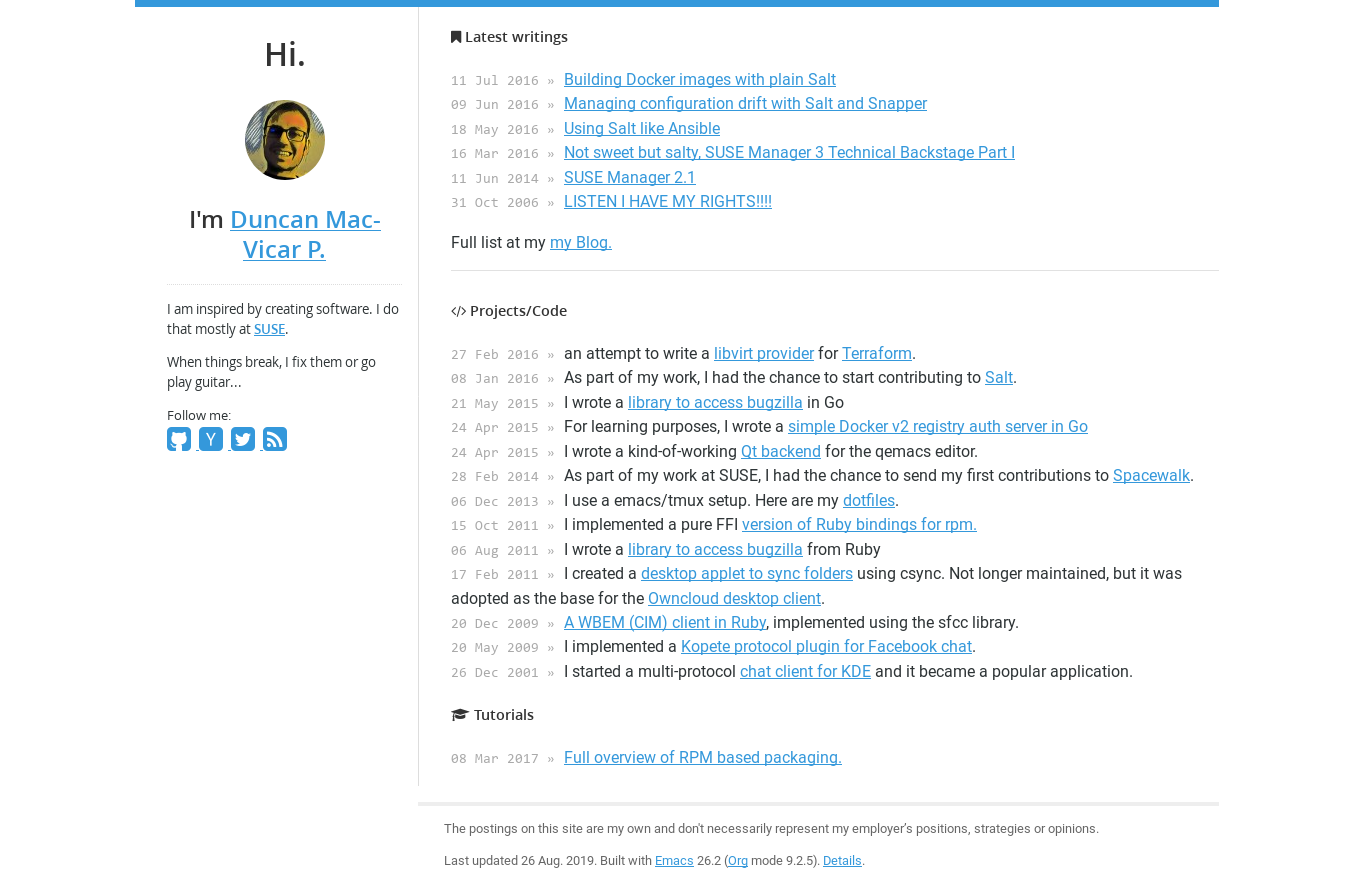 Hi.
I'm Duncan Mac-
Vicar P.
I am inspired by creating software. I do
that mostly at SUSE.
When things break, I fix them or go
play guitar...
Follow me:
Y
Latest writings
11 Jul 2016 » Building Docker images with plain Salt
09 Jun 2016 » Managing configuration drift with Salt and Snapper
18 May 2016 » Using Salt like Ansible
16 Mar 2016 » Not sweet but salty, SUSE Manager 3 Technical Backstage Part I
11 Jun 2014 » SUSE Manager 2.1
31 Oct 2006 » LISTEN I HAVE MY RIGHTS!!!!
Full list at my my Blog.
Projects/Code
27 Feb 2016 » an attempt to write a libvirt provider for Terraform.
08 Jan 2016 » As part of my work, I had the chance to start contributing to Salt.
21 May 2015 » I wrote a library to access bugzilla in Go
24 Apr 2015 » For learning purposes, I wrote a simple Docker v2 registry auth server in Go
24 Apr 2015 » I wrote a kind-of-working Qt backend for the qemacs editor.
28 Feb 2014 » As part of my work at SUSE, I had the chance to send my first contributions to Spacewalk.
06 Dec 2013 » I use a emacs/tmux setup. Here are my dotfiles.
15 Oct 2011 » I implemented a pure FFI version of Ruby bindings for rpm.
06 Aug 2011 » I wrote a library to access bugzilla from Ruby
17 Feb 2011 » I created a desktop applet to sync folders using csync. Not longer maintained, but it was
adopted as the base for the Owncloud desktop client.
20 Dec 2009 » A WBEM (CIM) client in Ruby, implemented using the sfcc library.
20 May 2009 » I implemented a Kopete protocol plugin for Facebook chat.
26 Dec 2001 » I started a multi-protocol chat client for KDE and it became a popular application.
Tutorials
08 Mar 2017 » Full overview of RPM based packaging.
The postings on this site are my own and don't necessarily represent my employer’s positions, strategies or opinions.
Last updated 26 Aug. 2019. Built with Emacs 26.2 (Org mode 9.2.5). Details.